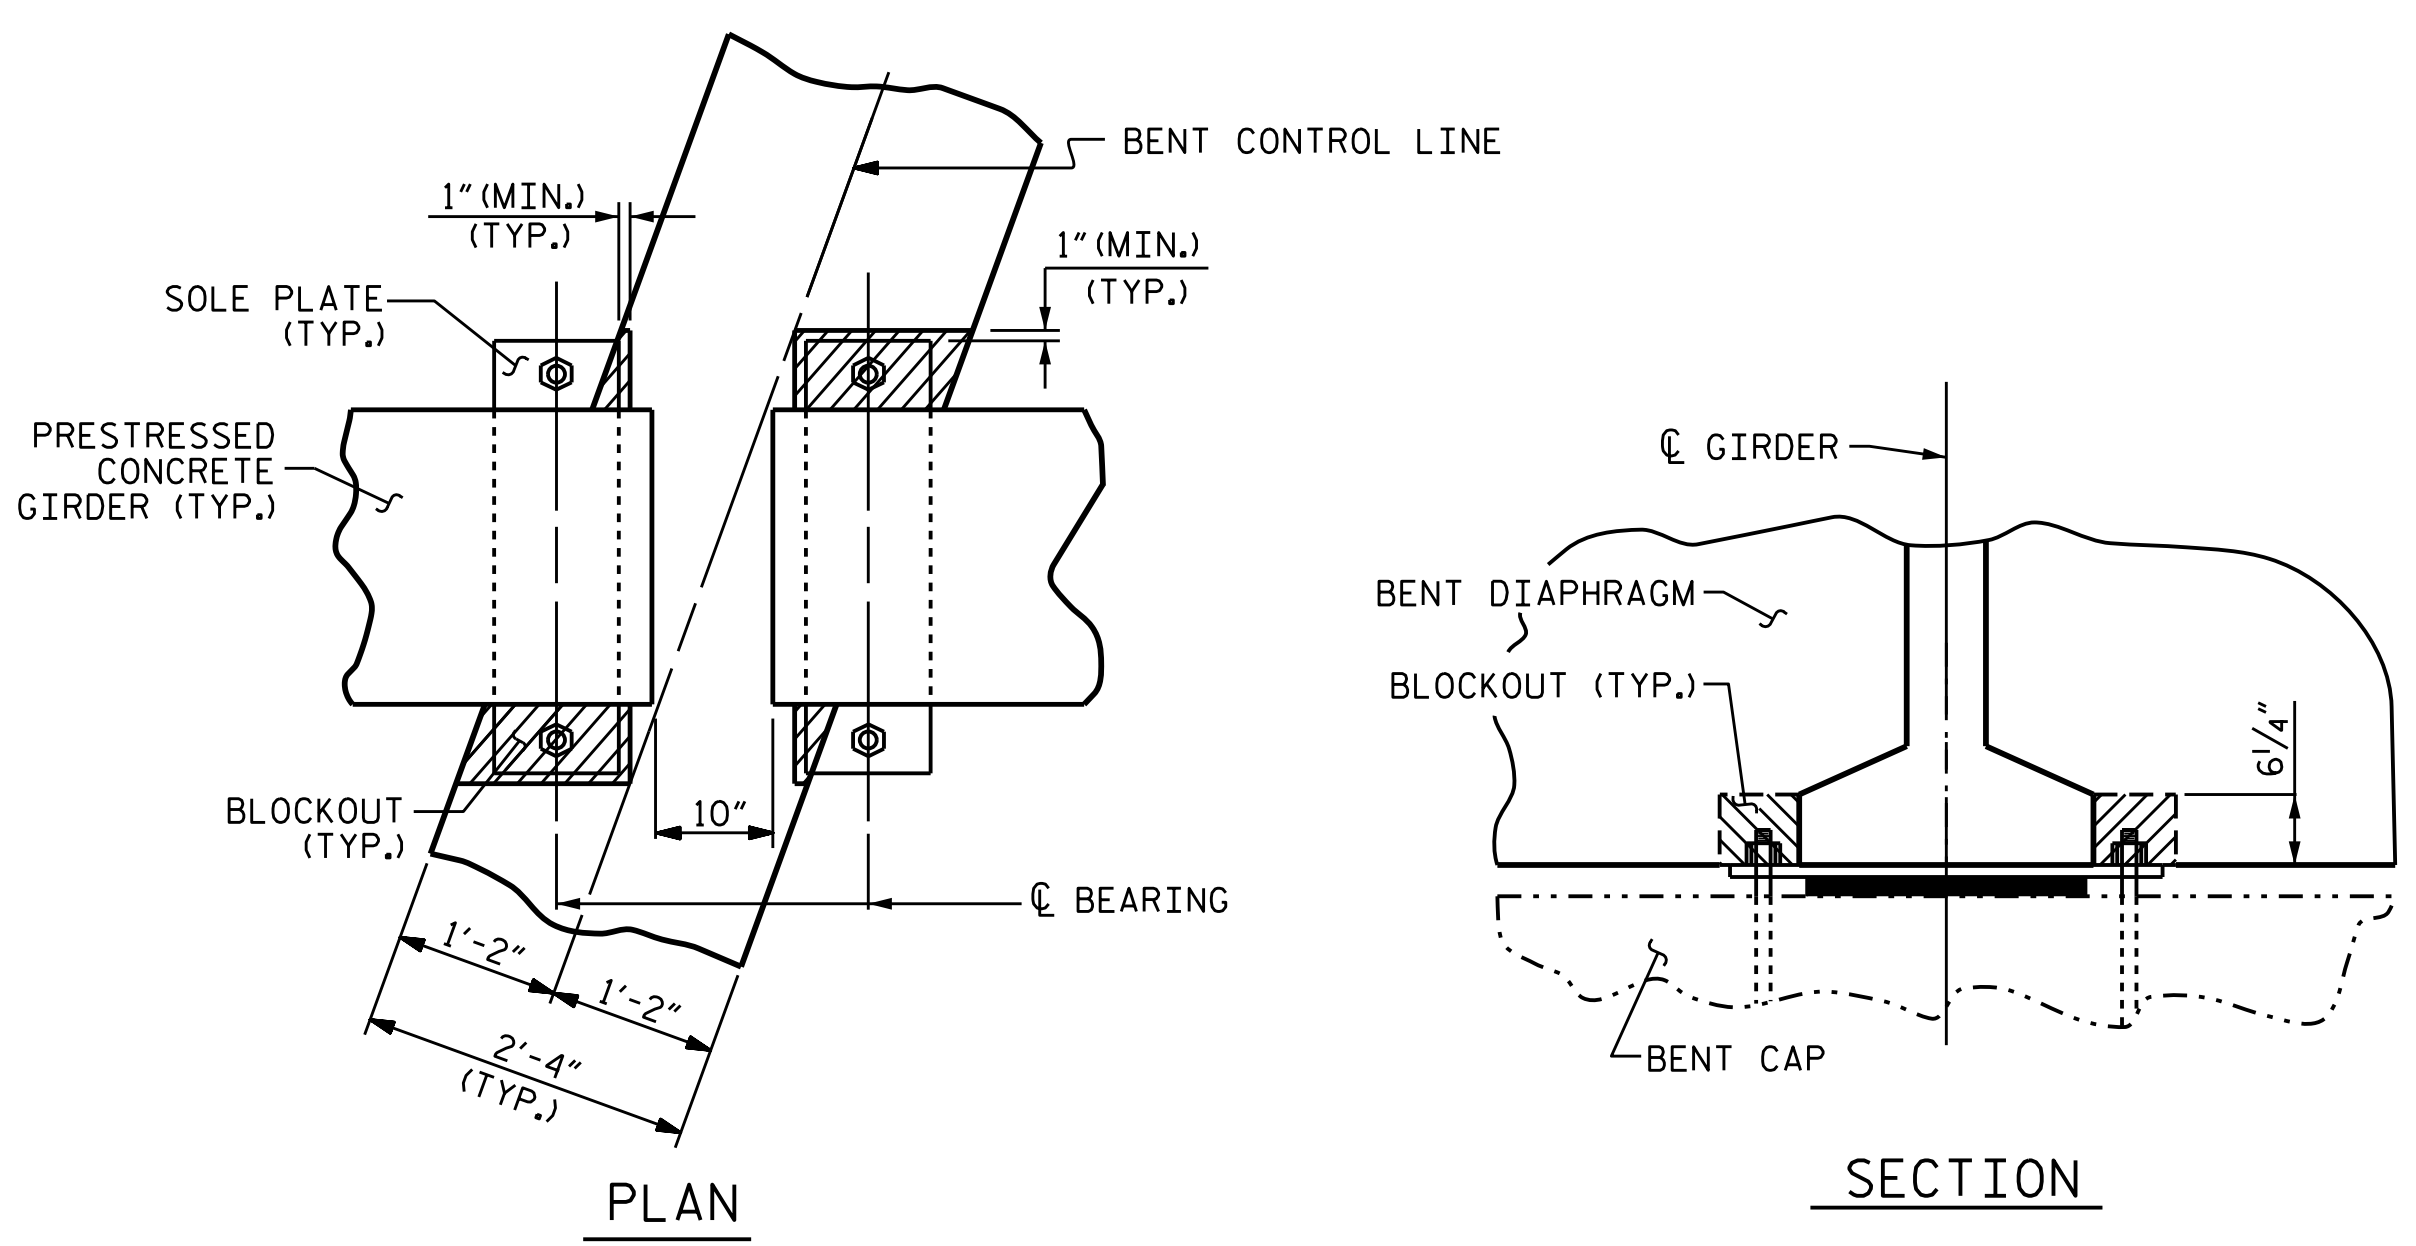 BENT CONTROL LINE
1"(MIN.)
(TYP.)
1"(MIN.)
(TYP.)
SOLE PLATE
(TYP.)
PRESTRESSED
CONCRETE
GIRDER (TYP.)
BLOCKOUT
(TYP.)
10"
℄ BEARING
1'-2"
1'-2"
2'-4"
(TYP.)
PLAN
℄ GIRDER
BENT DIAPHRAGM
BLOCKOUT (TYP.)
6¼"
BENT CAP
SECTION